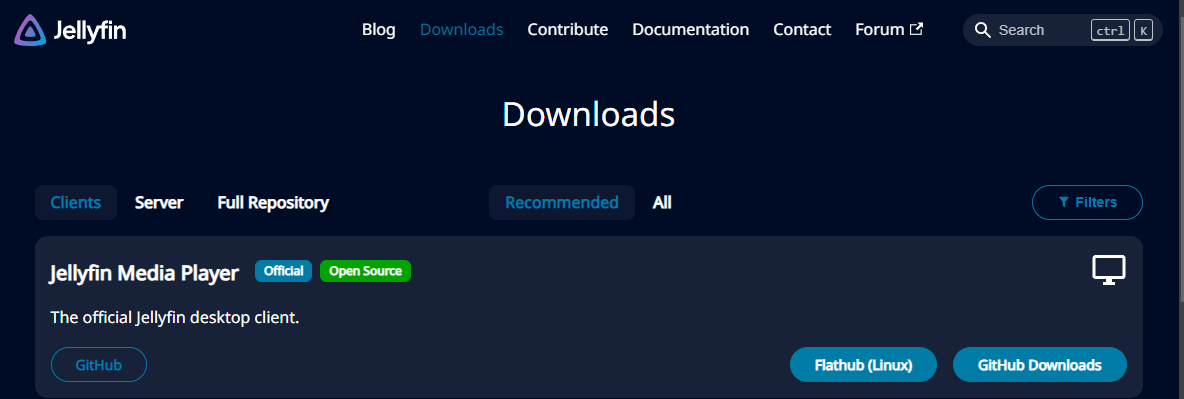 Jellyfin Blog Downloads Contribute Documentation Contact Forum Search ctrl K
Downloads
Clients Server Full Repository Recommended All Filters
Jellyfin Media Player Official Open Source
The official Jellyfin desktop client.
GitHub Flathub (Linux) GitHub Downloads